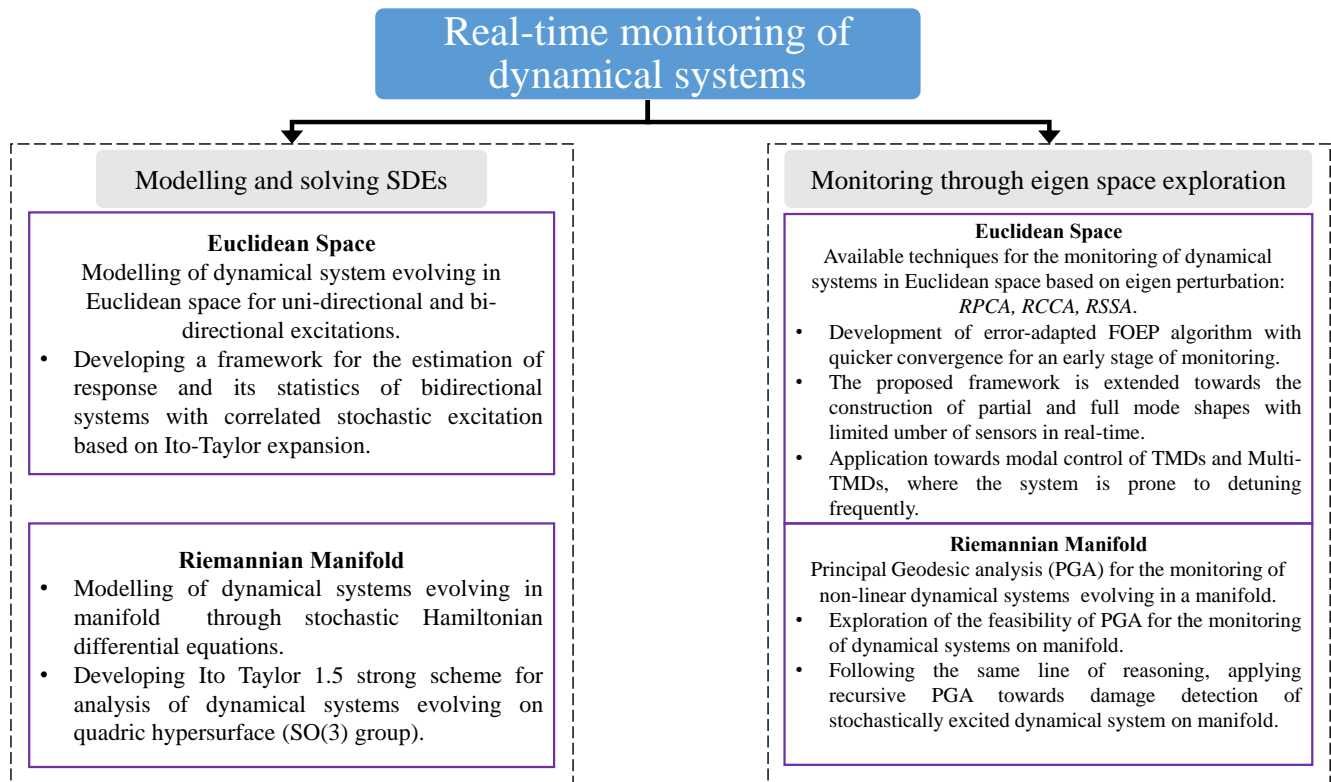 Real-time monitoring of
dynamical systems
Modelling and solving SDEs
Euclidean Space
Modelling of dynamical system evolving in
Euclidean space for uni-directional and bi-
directional excitations.
• Developing a framework for the estimation of
response and its statistics of bidirectional
systems with correlated stochastic excitation
based on Ito-Taylor expansion.
Riemannian Manifold
• Modelling of dynamical systems evolving in
manifold through stochastic Hamiltonian
differential equations.
• Developing Ito Taylor 1.5 strong scheme for
analysis of dynamical systems evolving on
quadric hypersurface (SO(3) group).
Monitoring through eigen space exploration
Euclidean Space
Available techniques for the monitoring of dynamical
systems in Euclidean space based on eigen perturbation:
RPCA, RCCA, RSSA.
• Development of error-adapted FOEP algorithm with
quicker convergence for an early stage of monitoring.
• The proposed framework is extended towards the
construction of partial and full mode shapes with
limited umber of sensors in real-time.
• Application towards modal control of TMDs and Multi-
TMDs, where the system is prone to detuning
frequently.
Riemannian Manifold
Principal Geodesic analysis (PGA) for the monitoring of
non-linear dynamical systems evolving in a manifold.
• Exploration of the feasibility of PGA for the monitoring
of dynamical systems on manifold.
• Following the same line of reasoning, applying
recursive PGA towards damage detection of
stochastically excited dynamical system on manifold.